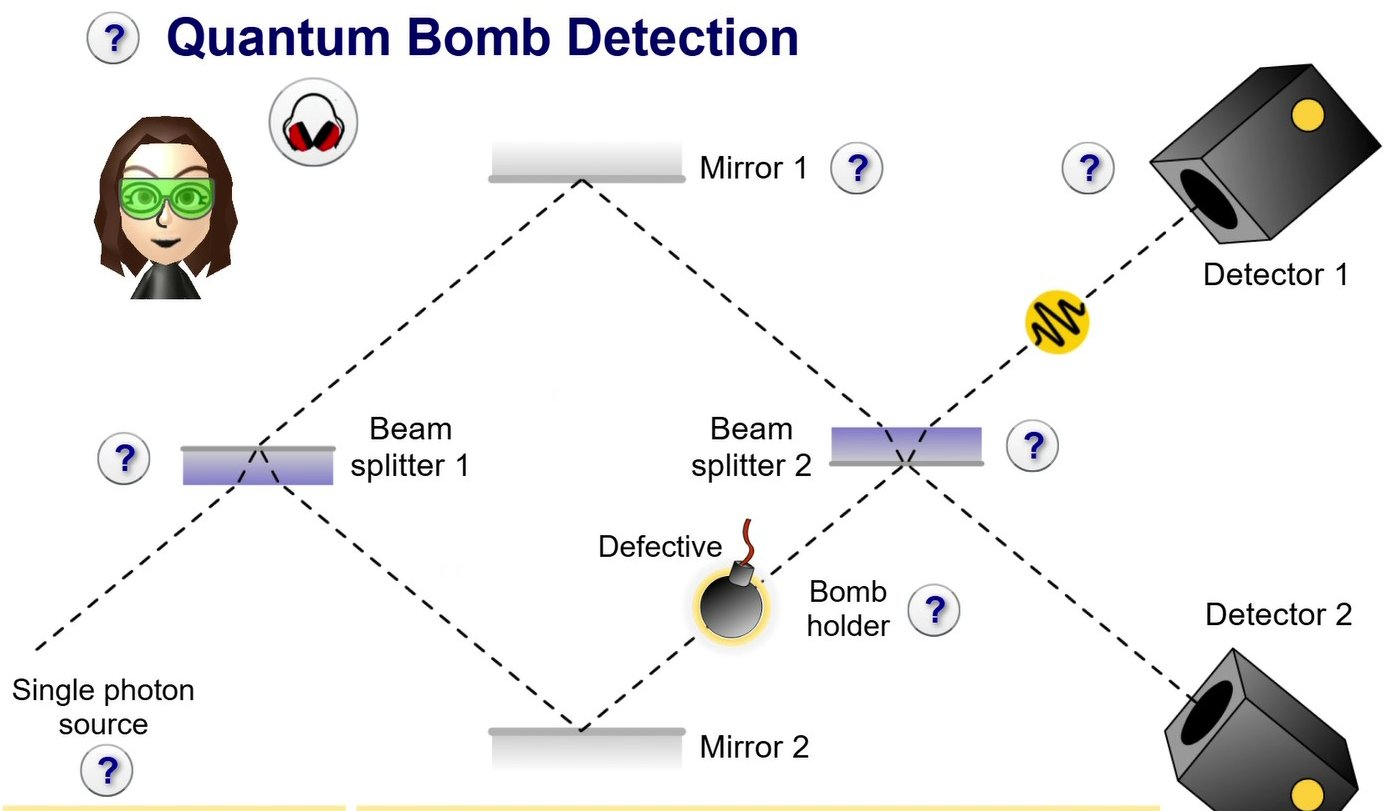 ? Quantum Bomb Detection
Mirror 1 ?
?
Detector 1
Beam
splitter 1
?
Beam
splitter 2
?
Defective
Bomb
holder
?
Detector 2
Single photon
source
?
Mirror 2